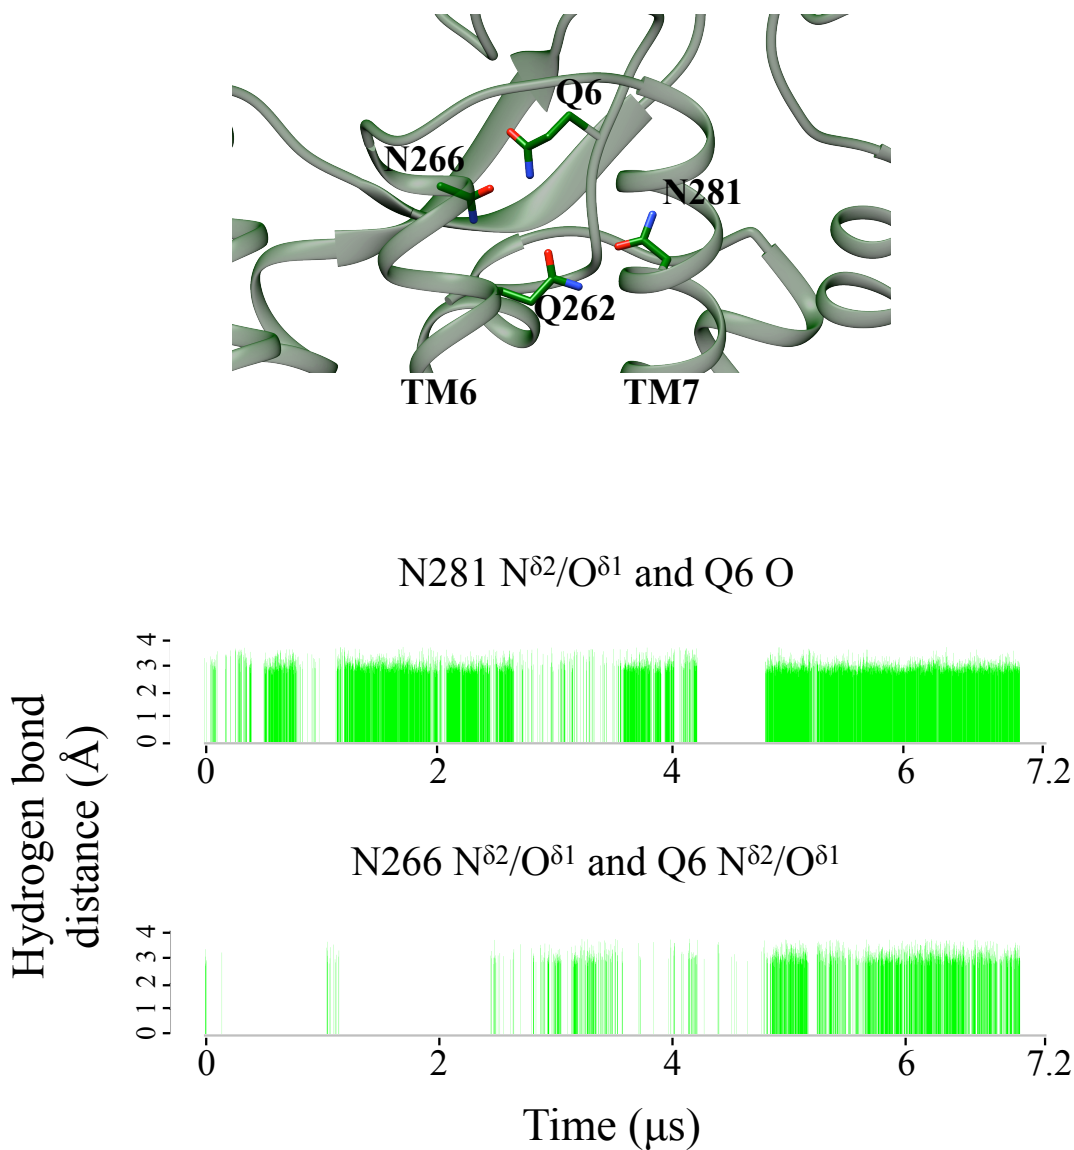 Q6
N266
N281
Q262
TM6 TM7
N281 Nδ2/Oδ1 and Q6 O
0 1 2 3 4
0 2 4 6 7.2
Hydrogen bond
distance (Å)
N266 Nδ2/Oδ1 and Q6 Nδ2/Oδ1
0 1 2 3 4
0 2 4 6 7.2
Time (μs)